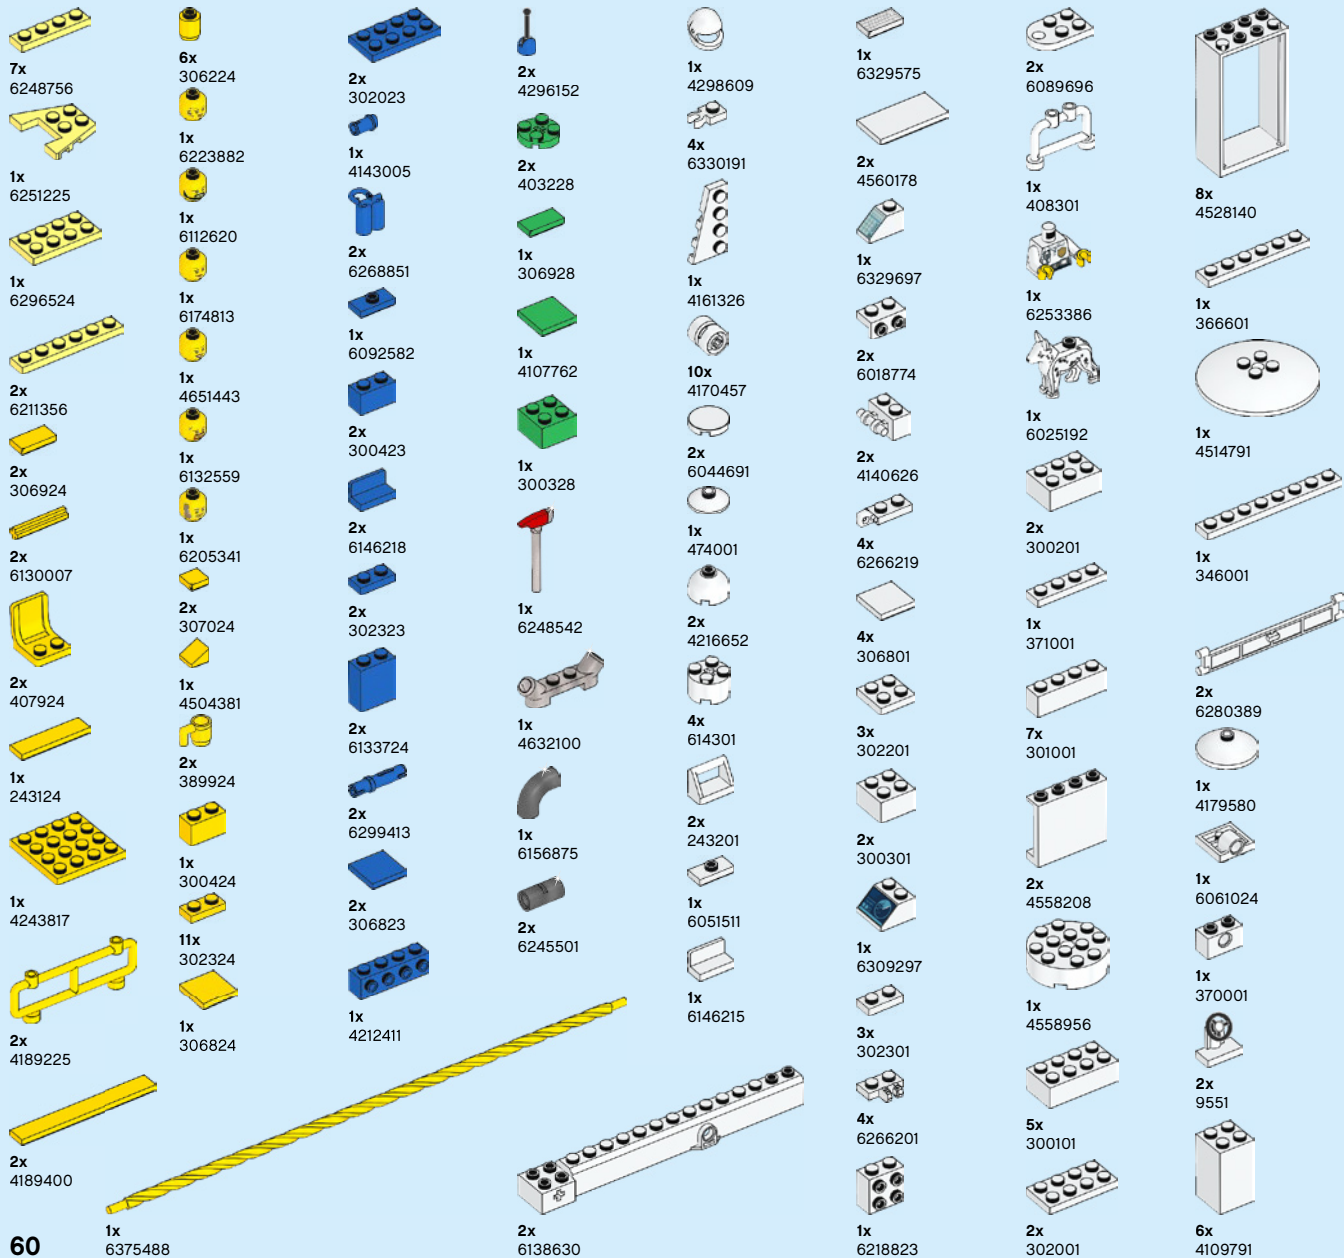 7x
6248756
1x
6251225
1x
6296524
2x
6211356
2x
306924
2x
6130007
2x
407924
1x
243124
1x
4243817
2x
4189225
2x
4189400
6x
306224
1x
6223882
1x
6112620
1x
6174813
1x
4651443
1x
6132559
1x
6205341
2x
307024
1x
4504381
2x
389924
1x
300424
11x
302324
1x
306824
1x
6375488
2x
302023
1x
4143005
2x
6268851
1x
6092582
2x
300423
2x
6146218
2x
302323
2x
6133724
2x
6299413
2x
306823
1x
4212411
2x
4296152
2x
403228
1x
306928
1x
4107762
1x
300328
1x
6248542
1x
4632100
1x
6156875
2x
6245501
2x
6138630
1x
4298609
4x
6330191
1x
4161326
10x
4170457
2x
6044691
1x
474001
2x
4216652
4x
614301
2x
243201
1x
6051511
1x
6146215
1x
6329575
2x
4560178
1x
6329697
2x
6018774
2x
4140626
4x
6266219
4x
306801
3x
302201
2x
300301
1x
6309297
3x
302301
4x
6266201
1x
6218823
2x
6089696
1x
408301
1x
6253386
1x
6025192
2x
300201
1x
371001
7x
301001
2x
4558208
1x
4558956
5x
300101
2x
302001
8x
4528140
1x
366601
1x
4514791
1x
346001
2x
6280389
1x
4179580
1x
6061024
1x
370001
2x
9551
6x
4109791
60